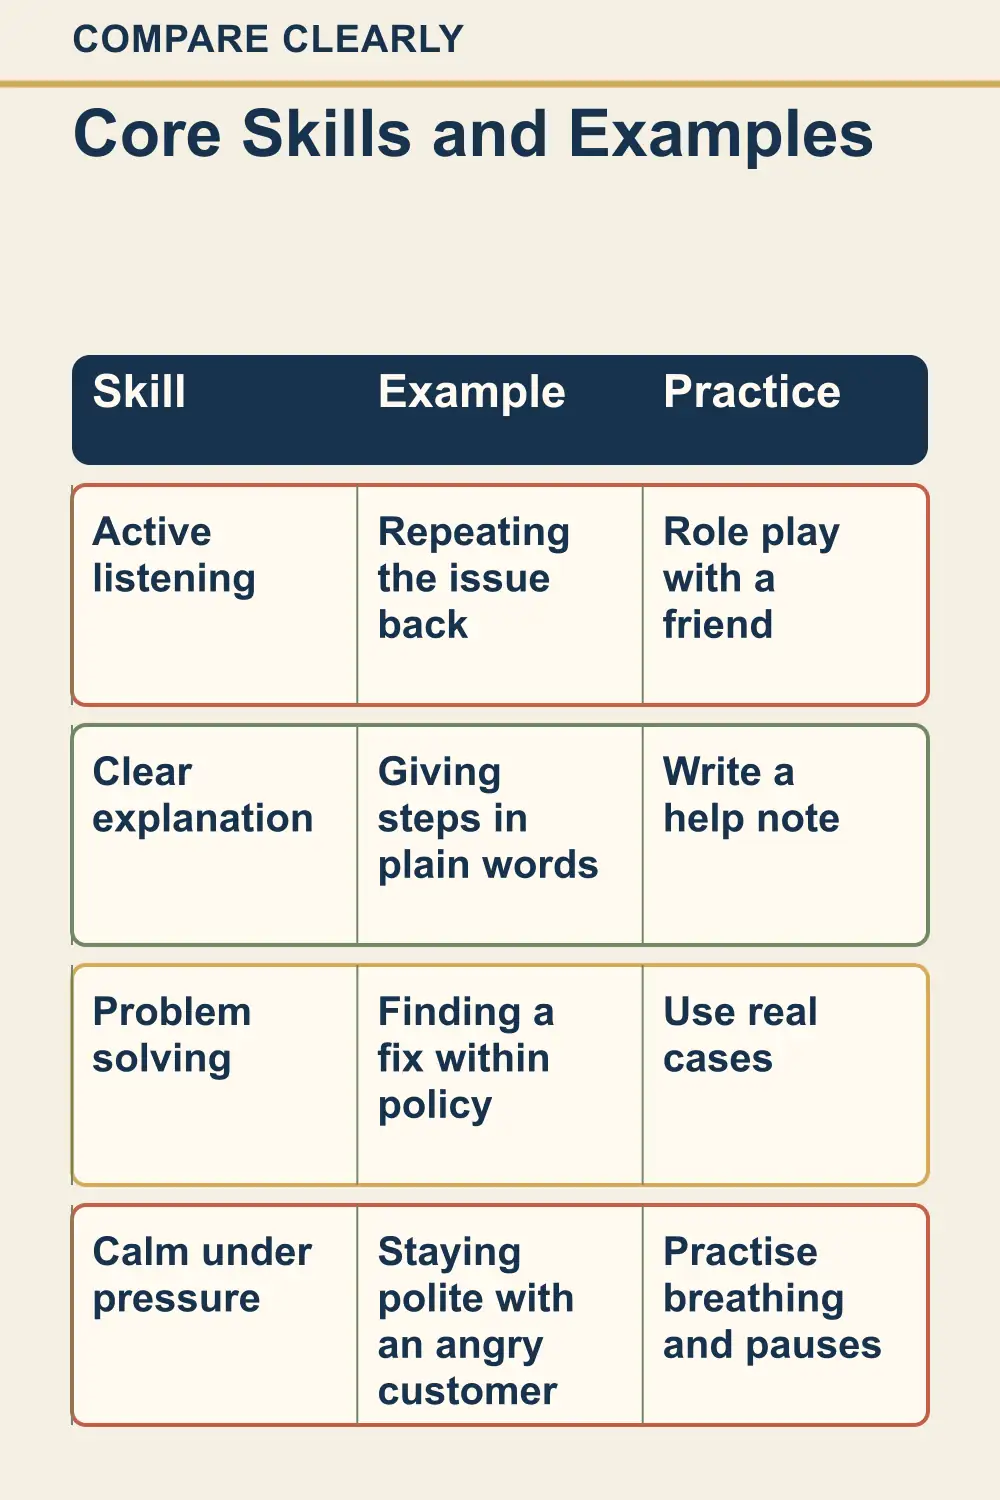 COMPARE CLEARLY
Core Skills and Examples
Skill
Example
Practice
Active
listening
Repeating
the issue
back
Role play
with a
friend
Clear
explanation
Giving
steps in
plain words
Write a
help note
Problem
solving
Finding a
fix within
policy
Use real
cases
Calm under
pressure
Staying
polite with
an angry
customer
Practise
breathing
and pauses